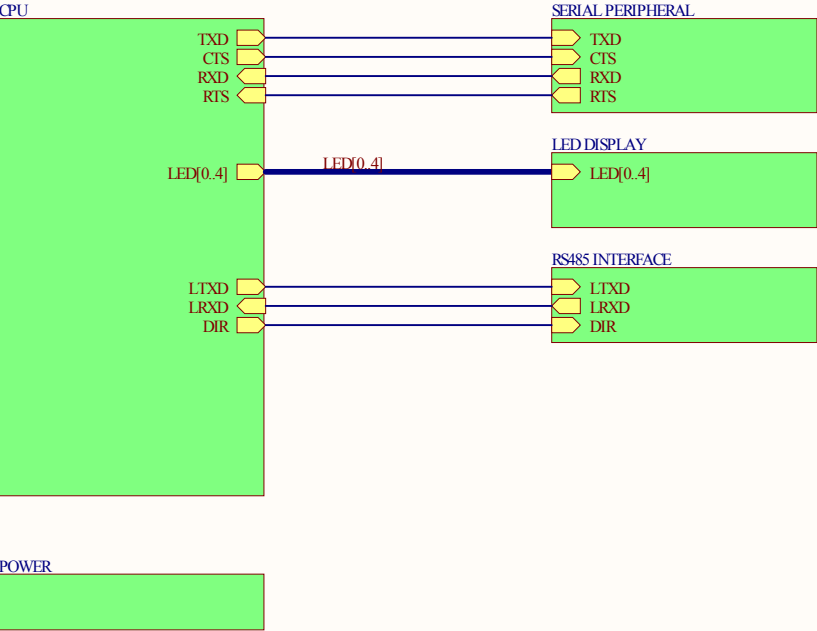 CPU
TXD
CTS
RXD
RTS
LED[0..4]
LTXD
LRXD
DIR
LED[0..4]
SERIAL PERIPHERAL
TXD
CTS
RXD
RTS
LED DISPLAY
LED[0..4]
RS485 INTERFACE
LTXD
LRXD
DIR
POWER